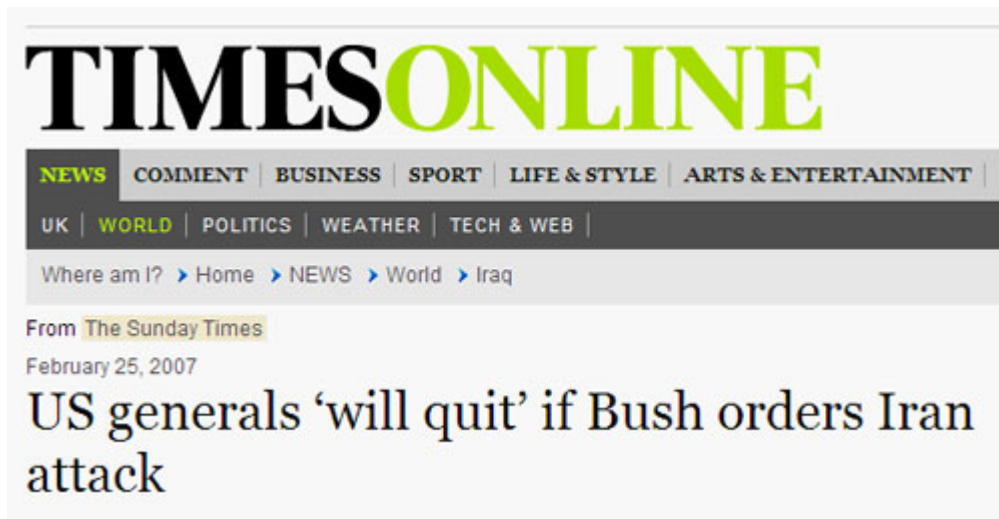 TIMESONLINE
NEWS COMMENT | BUSINESS | SPORT | LIFE & STYLE | ARTS & ENTERTAINMENT |
UK | WORLD | POLITICS | WEATHER | TECH & WEB |
Where am I? > Home > NEWS > World > Iraq
From The Sunday Times
February 25, 2007
US generals ‘will quit’ if Bush orders Iran
attack